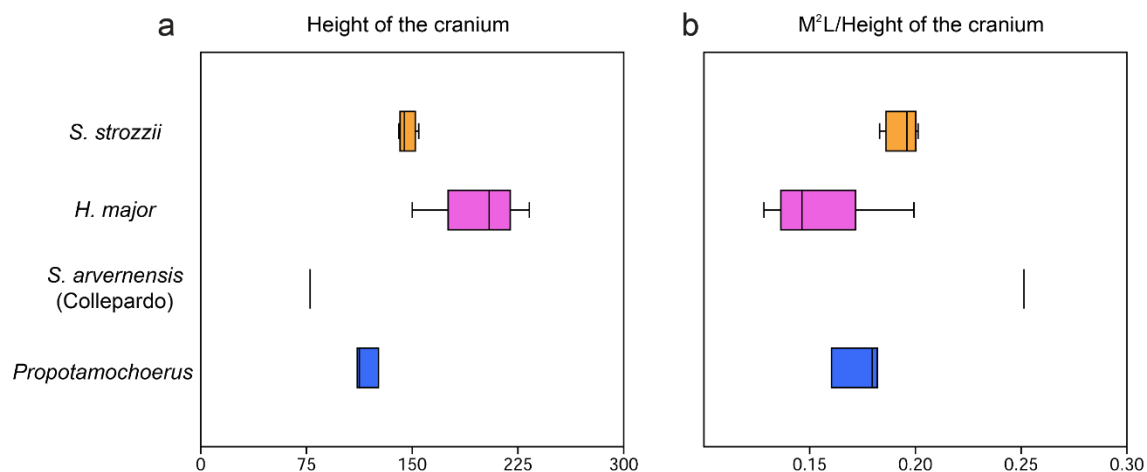 a
Height of the cranium
b
M²L/Height of the cranium
S. strozzii
H. major
S. arvernensis
(Collepardo)
Propotamochoerus
0
75
150
225
300
0.15
0.20
0.25
0.30